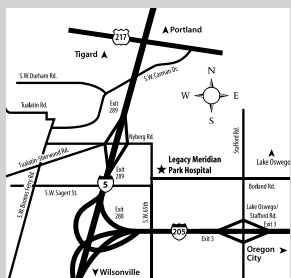 Portland
217
Tigard
S.W. Carman Dr.
N
S.W. Durham Rd.
W
E
Exit
289
S
Tualatin Rd.
Stafford Rd.
Nyberg Rd.
Legacy Meridian
Park Hospital
Tualatin-Sherwood Rd.
Lake Oswego
Exit
289
5
Borland Rd.
S.W. Boones Ferry Rd.
S.W. Sagert St.
S.W. 65th
Exit
288
Lake Oswego/
Stafford Rd.
Exit 3
205
Exit 3
Oregon
City
Wilsonville